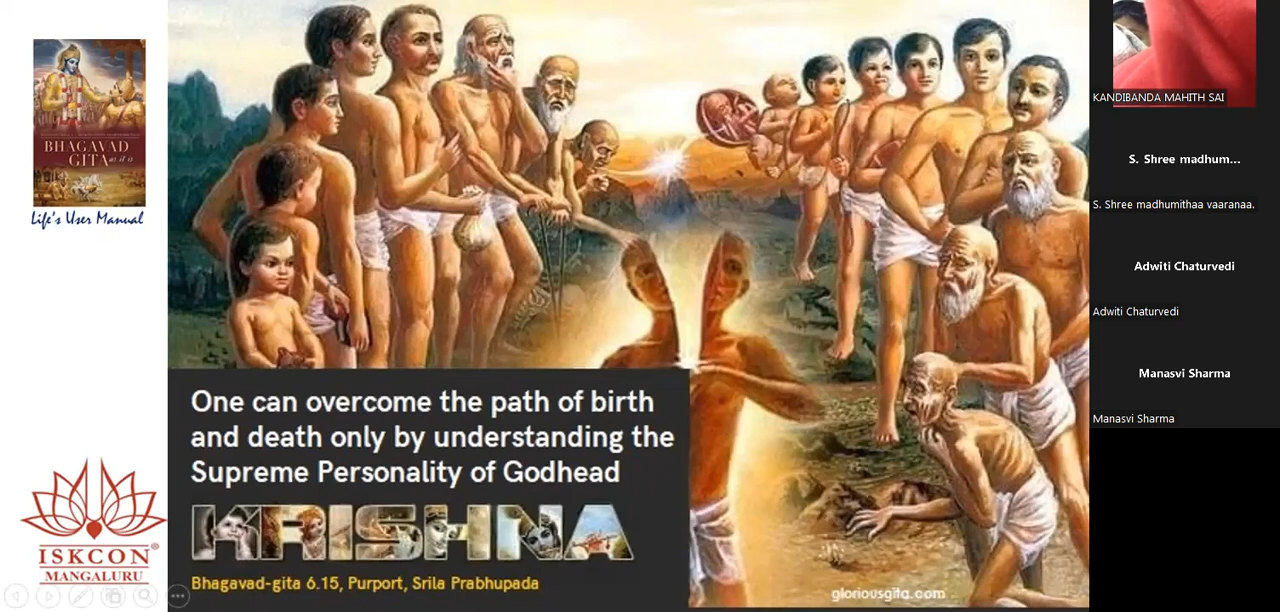 BHAGAVAD
GITA as it is
Life's User Manual
One can overcome the path of birth
and death only by understanding the
Supreme Personality of Godhead
KRISHNA
Bhagavad-gita 6.15, Purport, Srila Prabhupada
gloriousgita.com
ISKCON®
MANGALURU
KANDIBANDA MAHITH SAI
S. Shree madhum...
S. Shree madhumithaa vaaranaa.
Adwiti Chaturvedi
Adwiti Chaturvedi
Manasvi Sharma
Manasvi Sharma